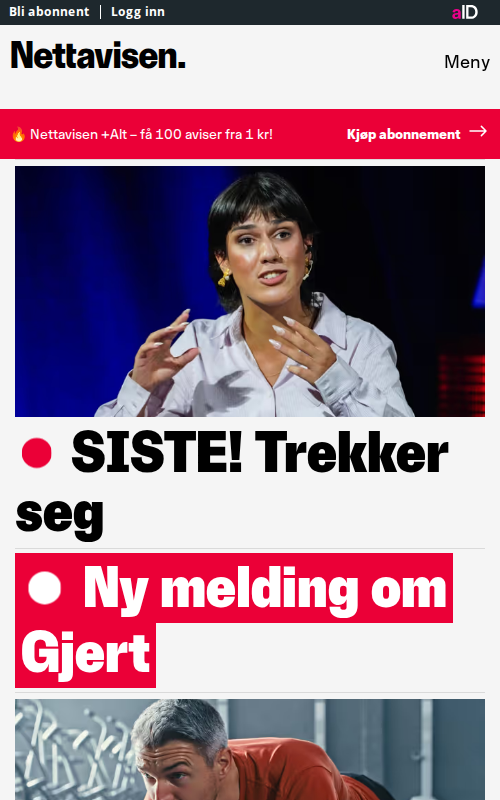 Bli abonnent | Logg inn
aID
Nettavisen.
Meny
🔥 Nettavisen +Alt – få 100 aviser fra 1 kr!
Kjøp abonnement →
SISTE! Trekker
seg
Ny melding om
Gjert